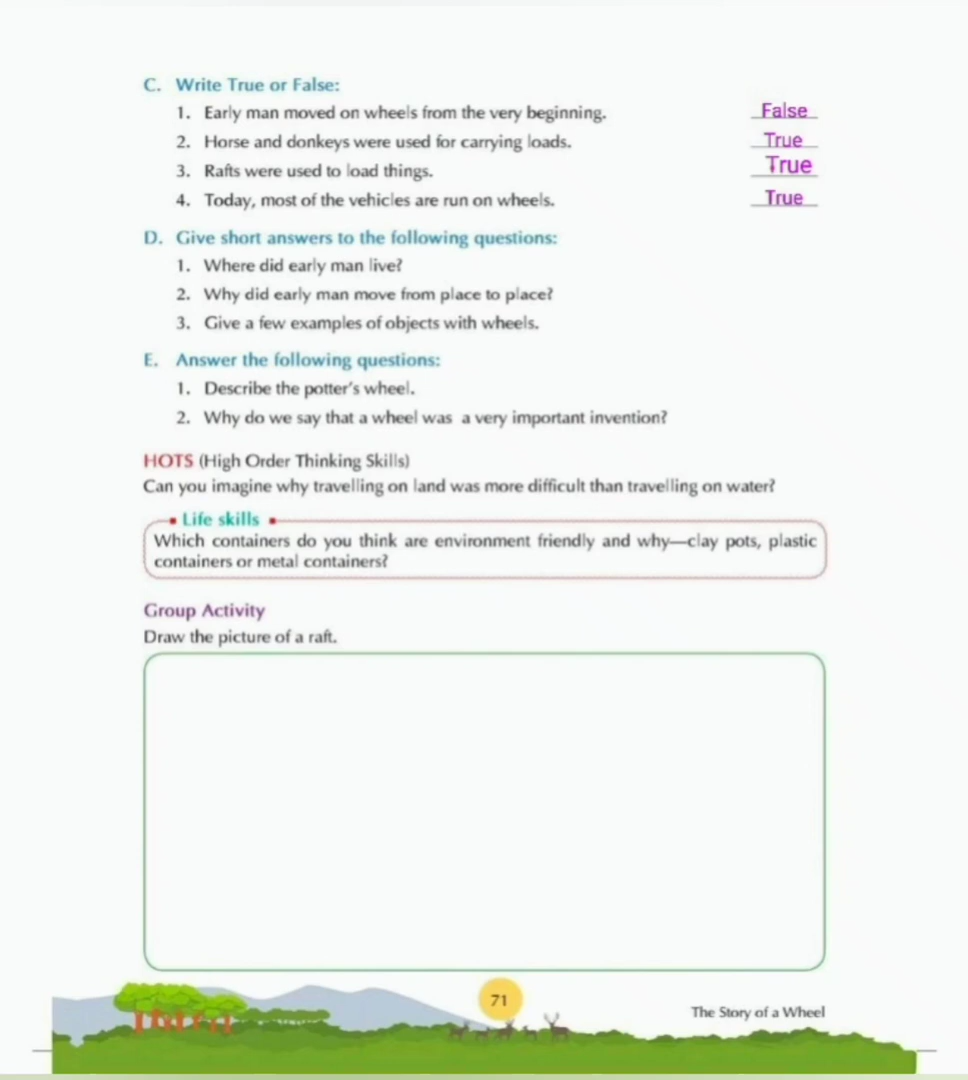 C. Write True or False:
1. Early man moved on wheels from the very beginning. False
2. Horse and donkeys were used for carrying loads. True
3. Rafts were used to load things. True
4. Today, most of the vehicles are run on wheels. True
D. Give short answers to the following questions:
1. Where did early man live?
2. Why did early man move from place to place?
3. Give a few examples of objects with wheels.
E. Answer the following questions:
1. Describe the potter's wheel.
2. Why do we say that a wheel was a very important invention?
HOTS (High Order Thinking Skills)
Can you imagine why travelling on land was more difficult than travelling on water?
Life skills
Which containers do you think are environment friendly and why—clay pots, plastic
containers or metal containers?
Group Activity
Draw the picture of a raft.
71
The Story of a Wheel